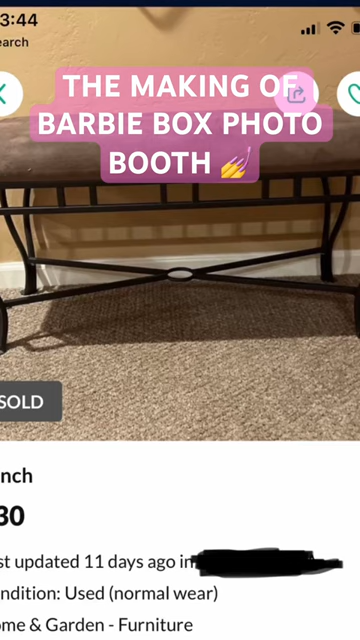 3:44
earch
THE MAKING OF
BARBIE BOX PHOTO
BOOTH 💅
SOLD
nch
30
st updated 11 days ago in
ndition: Used (normal wear)
ome & Garden - Furniture